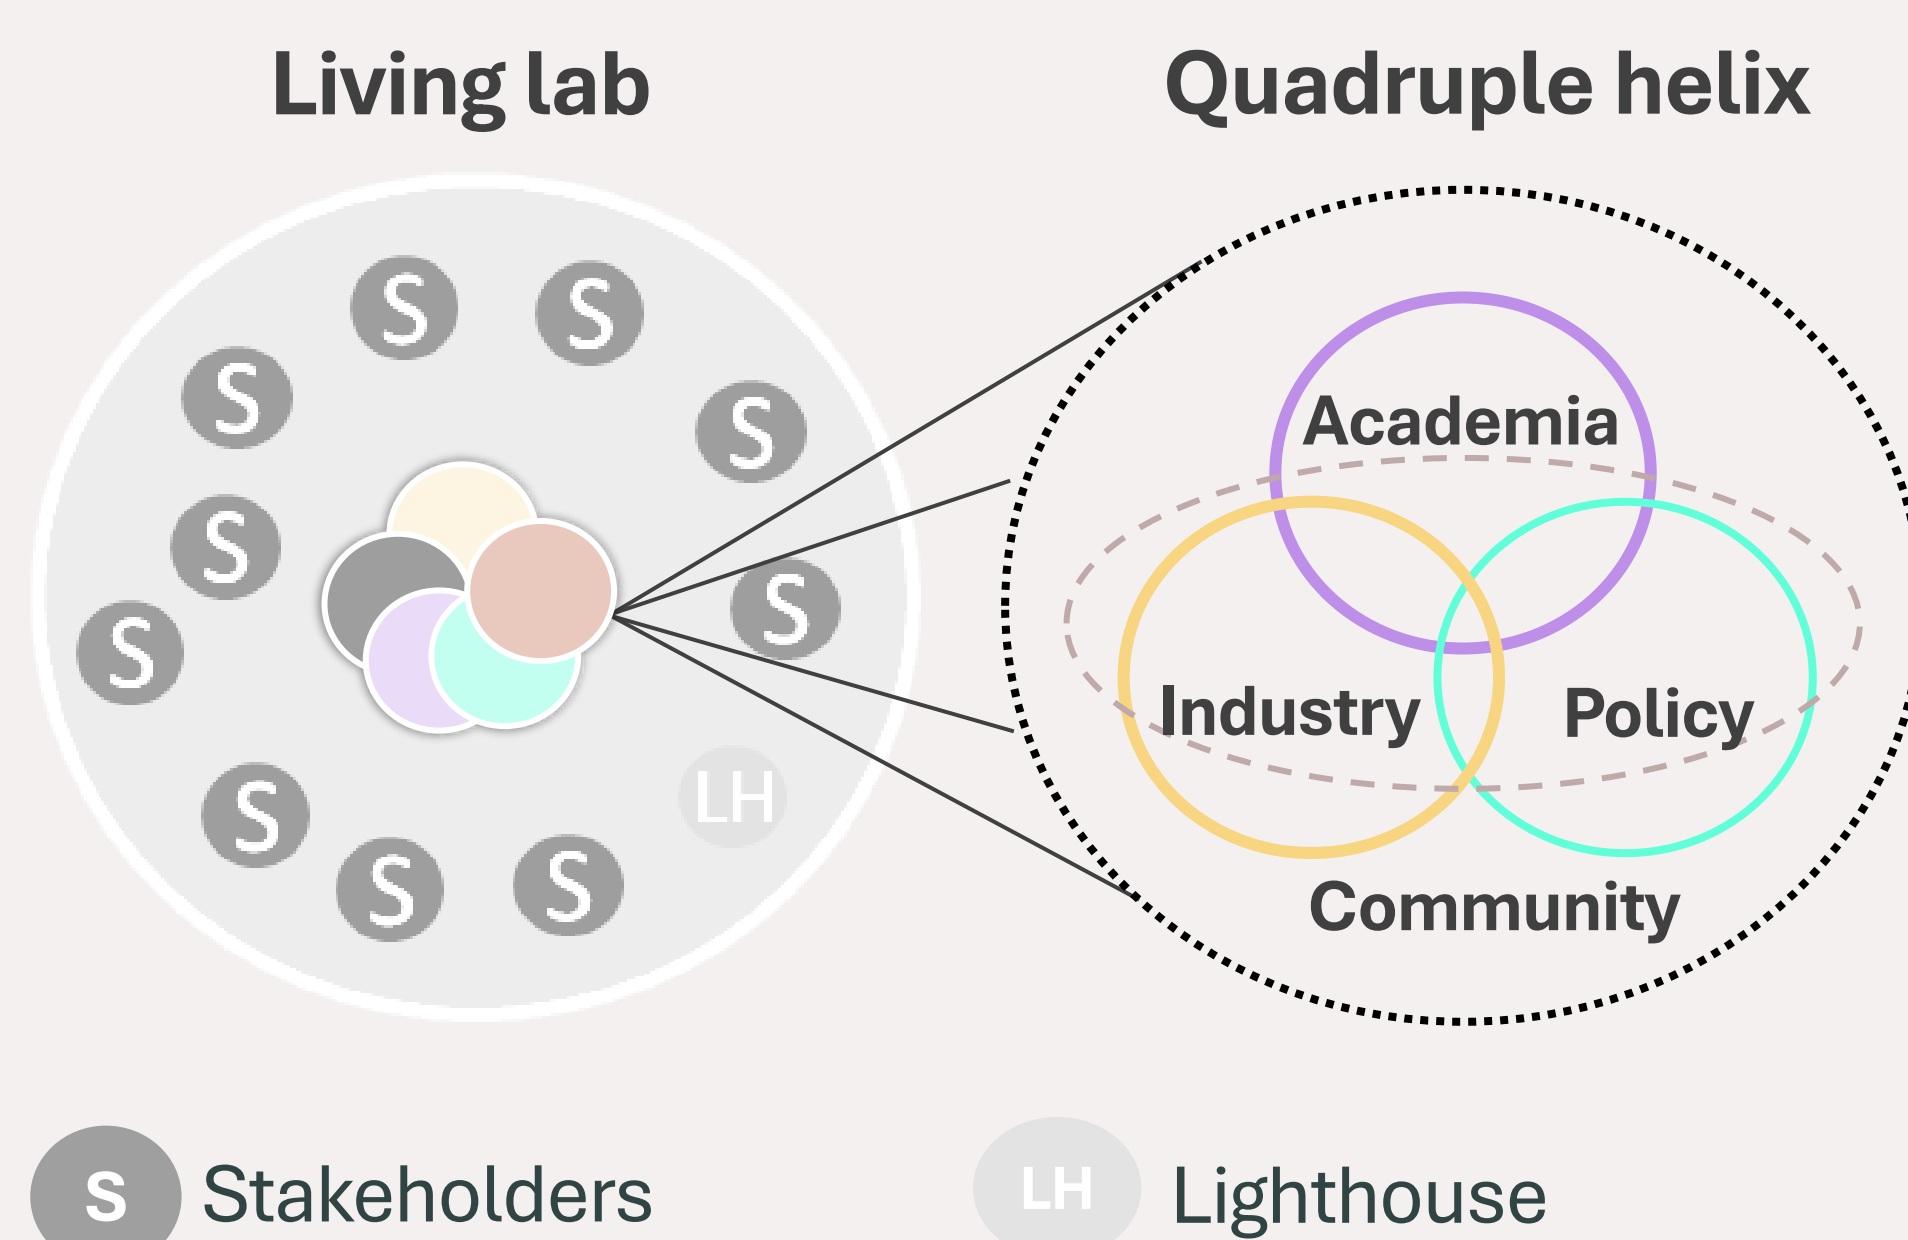 Living lab
Quadruple helix
S
S
S
S
S
S
S
LH
S
S
S
Academia
Industry
Policy
Community
S
Stakeholders
LH
Lighthouse